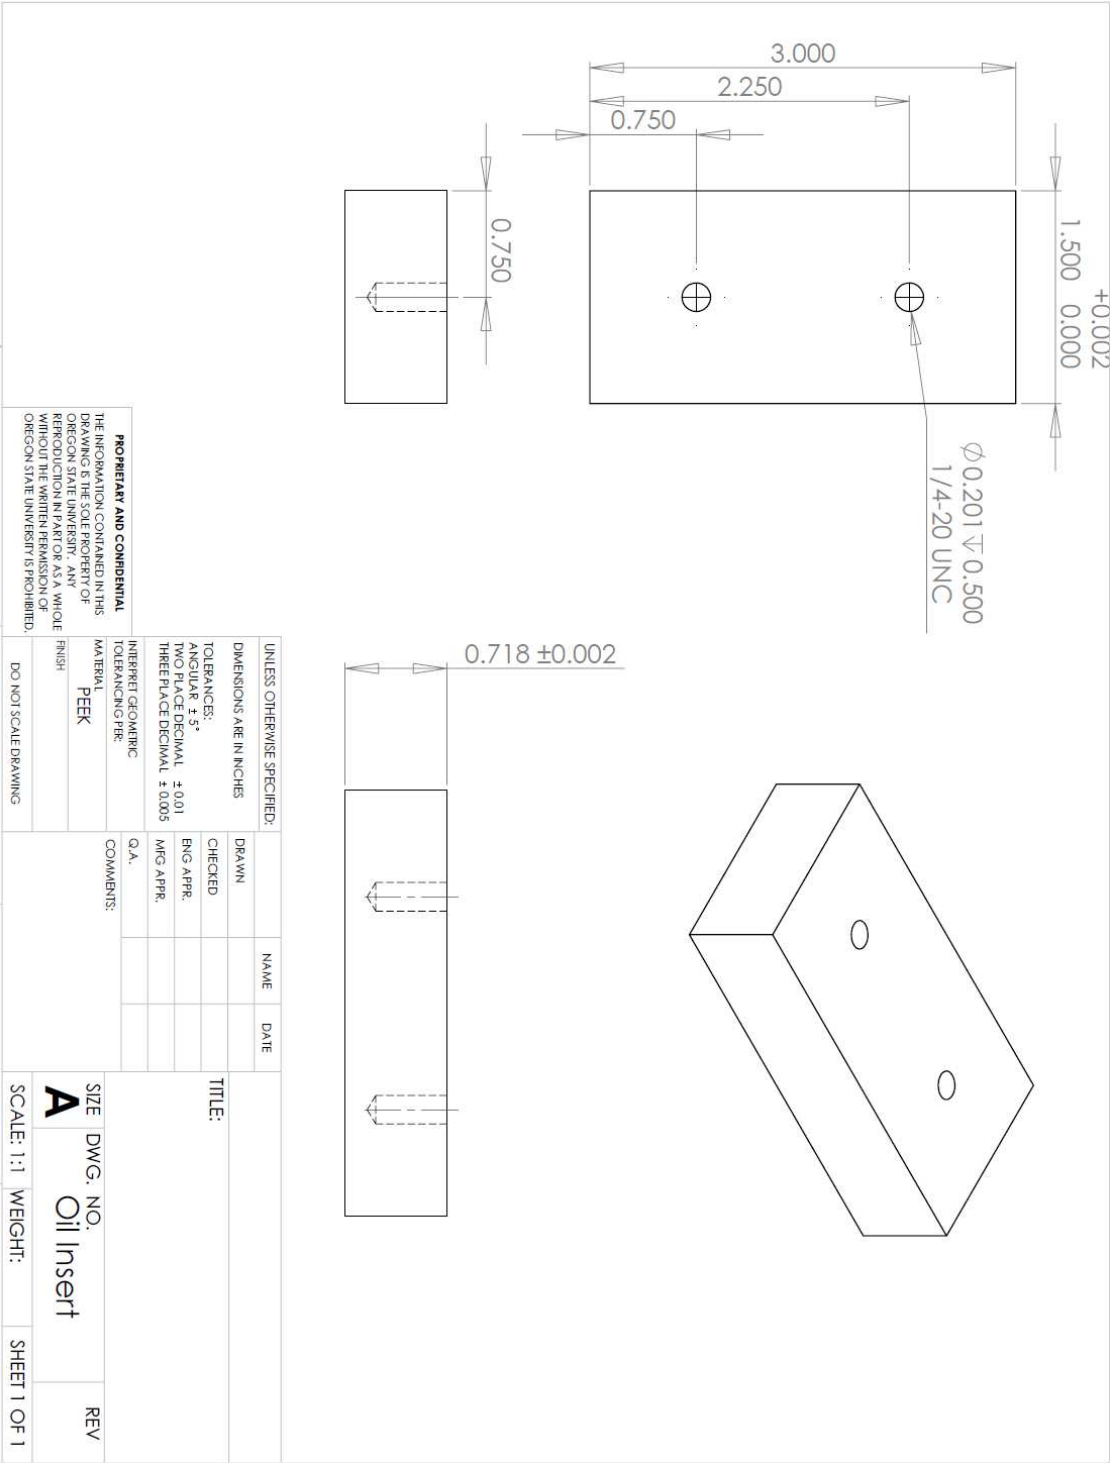 3.000
2.250
0.750
+0.002
1.500 0.000
0.750
∅0.201↧0.500
1/4-20 UNC
0.718 ±0.002
PROPRIETARY AND CONFIDENTIAL
THE INFORMATION CONTAINED IN THIS
DRAWING IS THE SOLE PROPERTY OF
OREGON STATE UNIVERSITY. ANY
REPRODUCTION IN PART OR AS A WHOLE
WITHOUT THE WRITTEN PERMISSION OF
OREGON STATE UNIVERSITY IS PROHIBITED.
UNLESS OTHERWISE SPECIFIED:
DIMENSIONS ARE IN INCHES
TOLERANCES:
ANGULAR ± 5°
TWO PLACE DECIMAL ± 0.01
THREE PLACE DECIMAL ± 0.005
INTERPRET GEOMETRIC
TOLERANCING PER:
MATERIAL
PEEK
FINISH
DO NOT SCALE DRAWING
NAME DATE
DRAWN
CHECKED
ENG APPR.
MFG APPR.
Q.A.
COMMENTS:
TITLE:
SIZE DWG. NO. REV
A Oil Insert
SCALE: 1:1 WEIGHT: SHEET 1 OF 1